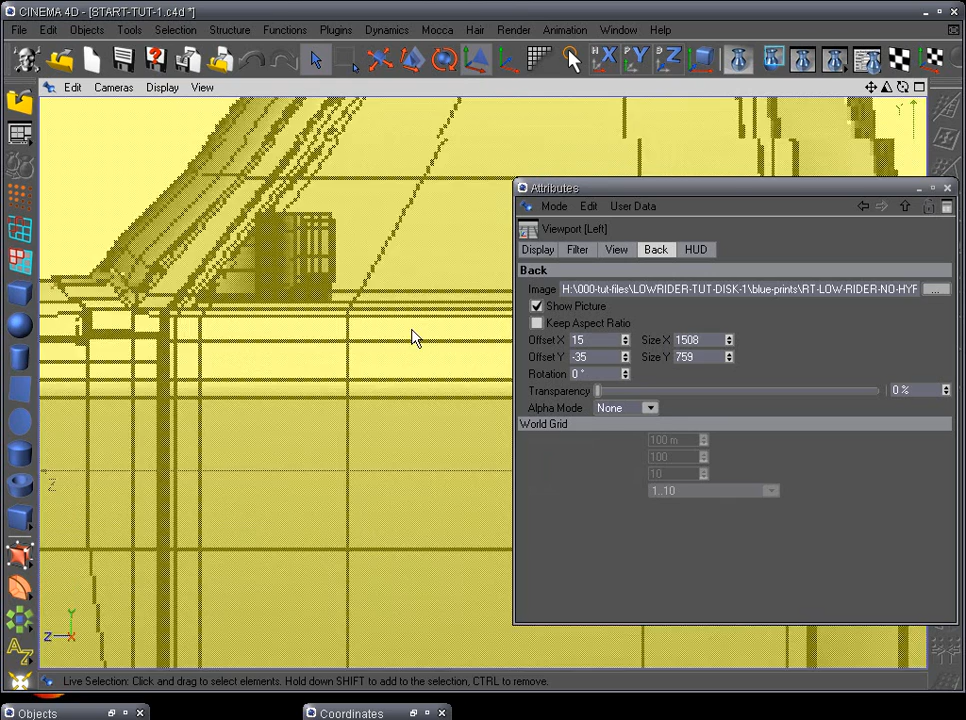 CINEMA 4D - [START-TUT-1.c4d *]
File Edit Objects Tools Selection Structure Functions Plugins Dynamics Mocca Hair Render Animation Window Help
Edit Cameras Display View
Y
Attributes
Mode Edit User Data
Viewport [Left]
Display Filter View Back HUD
Back
Image H:\000-tut-files\LOWRIDER-TUT-DISK-1\blue-prints\RT-LOW-RIDER-NO-HYF ...
Show Picture
Keep Aspect Ratio
Offset X 15 Size X 1508
Offset Y -35 Size Y 759
Rotation 0 °
Transparency 0 %
Alpha Mode None
World Grid
100 m
100
10
1..10
Z
Y
Z X
Live Selection: Click and drag to select elements. Hold down SHIFT to add to the selection, CTRL to remove.
Objects Coordinates